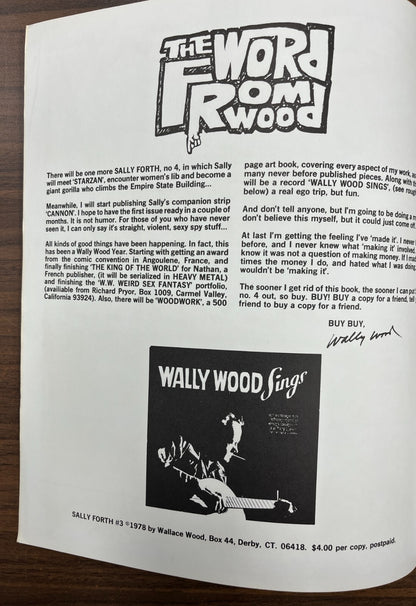 THE WORD
FROM
WOOD
There will be one more SALLY FORTH, no 4, in which Sally
will meet 'STARZAN', encounter women's lib and become a
giant gorilla who climbs the Empire State Building...
Meanwhile, I will start publishing Sally's companion strip
'CANNON'. I hope to have the first issue ready in a couple of
months. It is not humor. For those of you who have never
seen it, I can only say it's straight, violent, sexy spy stuff...
All kinds of good things have been happening. In fact, this
has been a Wally Wood Year. Starting with getting an award
from the comic convention in Angoulene, France, and
finally finishing 'THE KING OF THE WORLD' for Nathan, a
French publisher, (it will be serialized in HEAVY METAL)
and finishing the 'W.W. WEIRD SEX FANTASY' portfolio,
(available from Richard Pryor, Box 1009, Carmel Valley,
California 93924). Also, there will be 'WOODWORK', a 500
page art book, covering every aspect of my work, as
many never before published pieces. Along with th
will be a record 'WALLY WOOD SINGS', (see rough
below) a real ego trip, but fun.
And don't tell anyone, but I'm going to be doing a m
don't believe this myself, but it could just come off.
At last I'm getting the feeling I've 'made it'. I never
before, and I never knew what 'making it' involved
know it was not a question of making money. If I mad
times the money I do, and hated what I was doing
wouldn't be 'making it'.
The sooner I get rid of this book, the sooner I can put
no. 4 out, so buy. BUY! BUY a copy for a friend, tell
friend to buy a copy for a friend.
BUY BUY,
Wally Wood
WALLY WOOD Sings
SALLY FORTH #3 ©1978 by Wallace Wood, Box 44, Derby, CT. 06418. $4.00 per copy, postpaid.